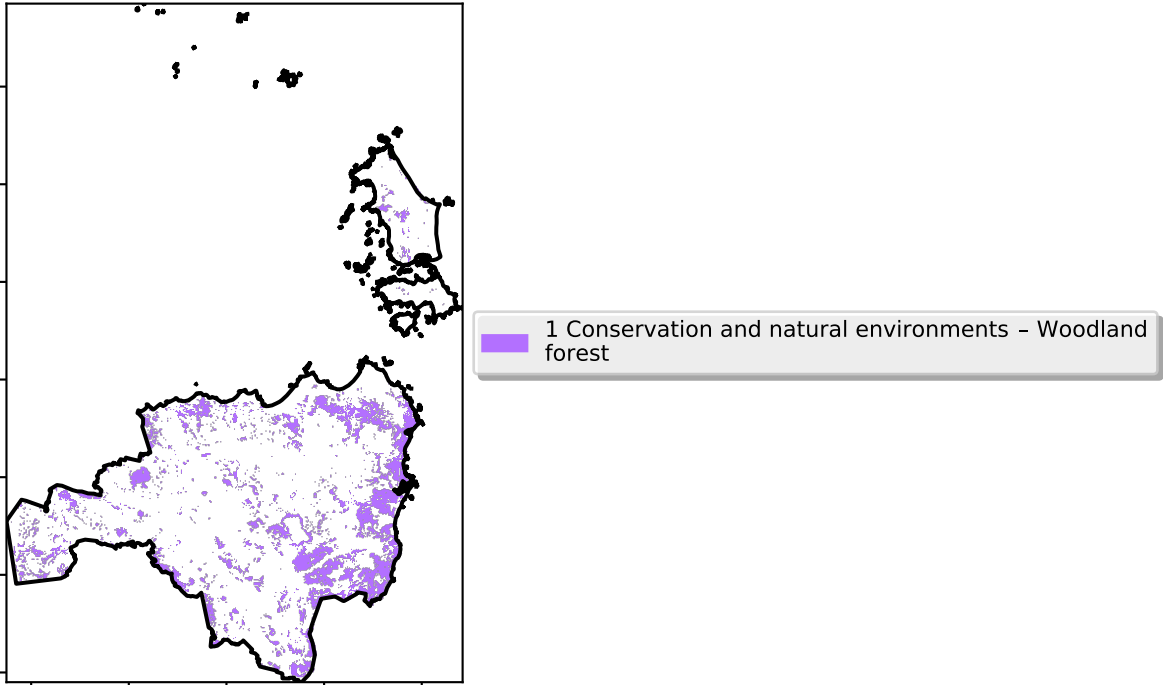 1 Conservation and natural environments – Woodland
forest